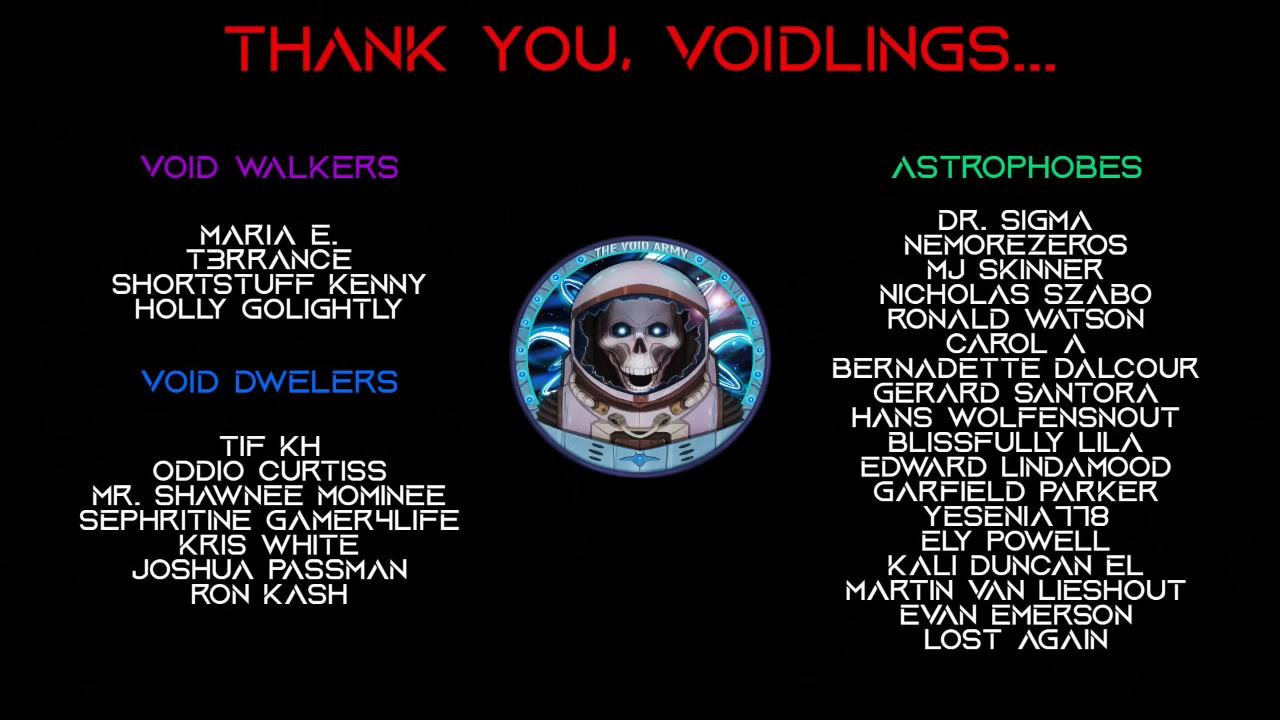 THANK YOU, VOIDLINGS...
VOID WALKERS
MARIA E.
T3RRANCE
SHORTSTUFF KENNY
HOLLY GOLIGHTLY
VOID DWELERS
TIF KH
ODDIO CURTISS
MR. SHAWNEE MOMINEE
SEPHRITINE GAMER4LIFE
KRIS WHITE
JOSHUA PASSMAN
RON KASH
THE VOID ARMY
ASTROPHOBES
DR. SIGMA
NEMOREZEROS
MJ SKINNER
NICHOLAS SZABO
RONALD WATSON
CAROL A
BERNADETTE DALCOUR
GERARD SANTORA
HANS WOLFENSNOUT
BLISSFULLY LILA
EDWARD LINDAMOOD
GARFIELD PARKER
YESENIA778
ELY POWELL
KALI DUNCAN EL
MARTIN VAN LIESHOUT
EVAN EMERSON
LOST AGAIN